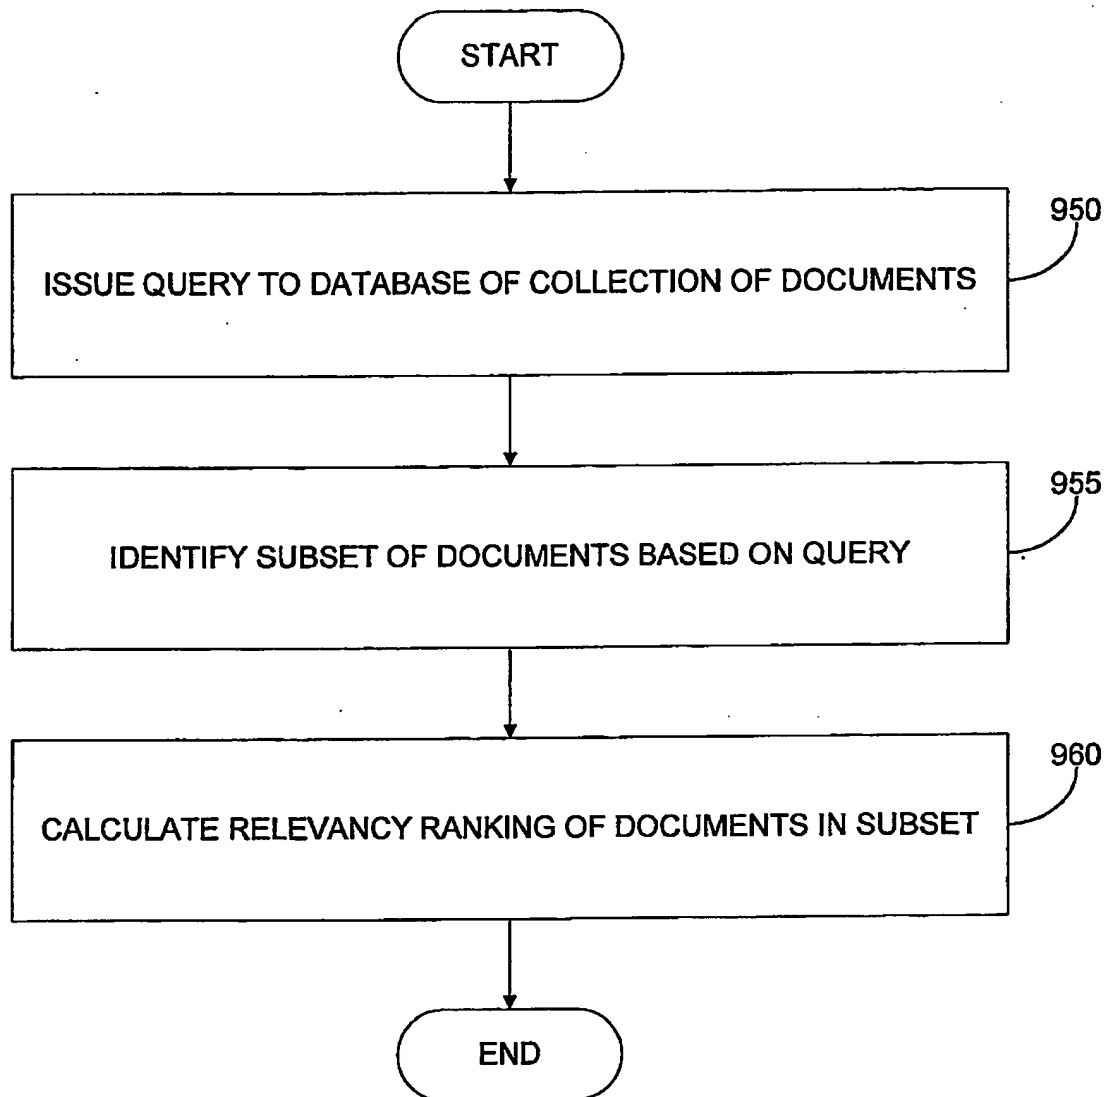 START
950
ISSUE QUERY TO DATABASE OF COLLECTION OF DOCUMENTS
955
IDENTIFY SUBSET OF DOCUMENTS BASED ON QUERY
960
CALCULATE RELEVANCY RANKING OF DOCUMENTS IN SUBSET
END